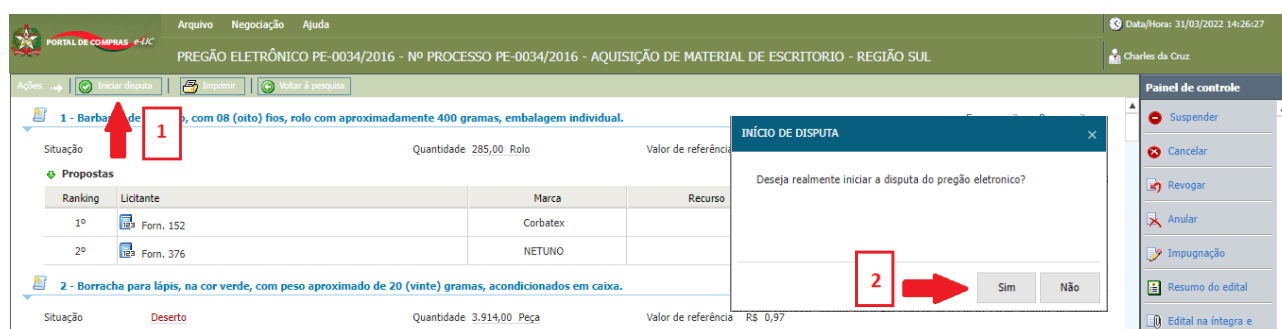 Arquivo Negociação Ajuda
Data/Hora: 31/03/2022 14:26:27
PORTAL DE COMPRAS e-LIC
PREGÃO ELETRÔNICO PE-0034/2016 - Nº PROCESSO PE-0034/2016 - AQUISIÇÃO DE MATERIAL DE ESCRITORIO - REGIÃO SUL
Charles da Cruz
Ações Iniciar disputa Imprimir Voltar à pesquisa
Painel de controle
1 - Barba de o, com 08 (oito) fios, rolo com aproximadamente 400 gramas, embalagem individual.
1
Situação Quantidade 285,00 Rolo Valor de referência
Propostas
Ranking Licitante Marca Recurso
1º Forn. 152 Corbatex
2º Forn. 376 NETUNO
INÍCIO DE DISPUTA
Deseja realmente iniciar a disputa do pregão eletronico?
2
Sim Não
2 - Borracha para lápis, na cor verde, com peso aproximado de 20 (vinte) gramas, acondicionados em caixa.
Situação Deserto Quantidade 3.914,00 Peça Valor de referência R$ 0,97
Suspender
Cancelar
Revogar
Anular
Impugnação
Resumo do edital
Edital na íntegra e